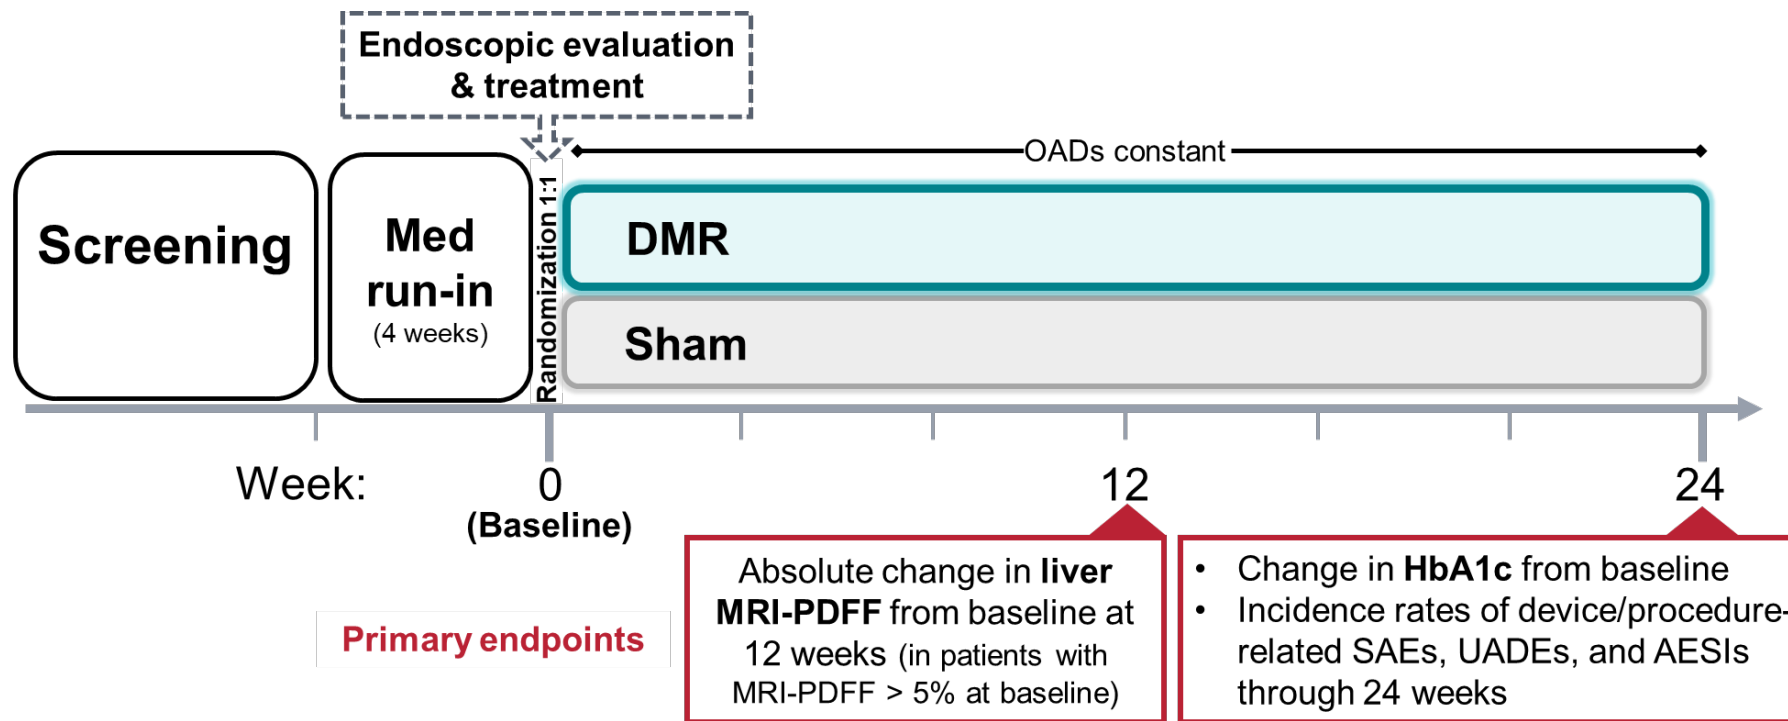 Endoscopic evaluation
& treatment
OADs constant
Screening
Med
run-in
(4 weeks)
Randomization 1:1
DMR
Sham
Week:
0
12
24
(Baseline)
Primary endpoints
Absolute change in liver
MRI-PDFF from baseline at
12 weeks (in patients with
MRI-PDFF > 5% at baseline)
• Change in HbA1c from baseline
• Incidence rates of device/procedure-
related SAEs, UADEs, and AESIs
through 24 weeks